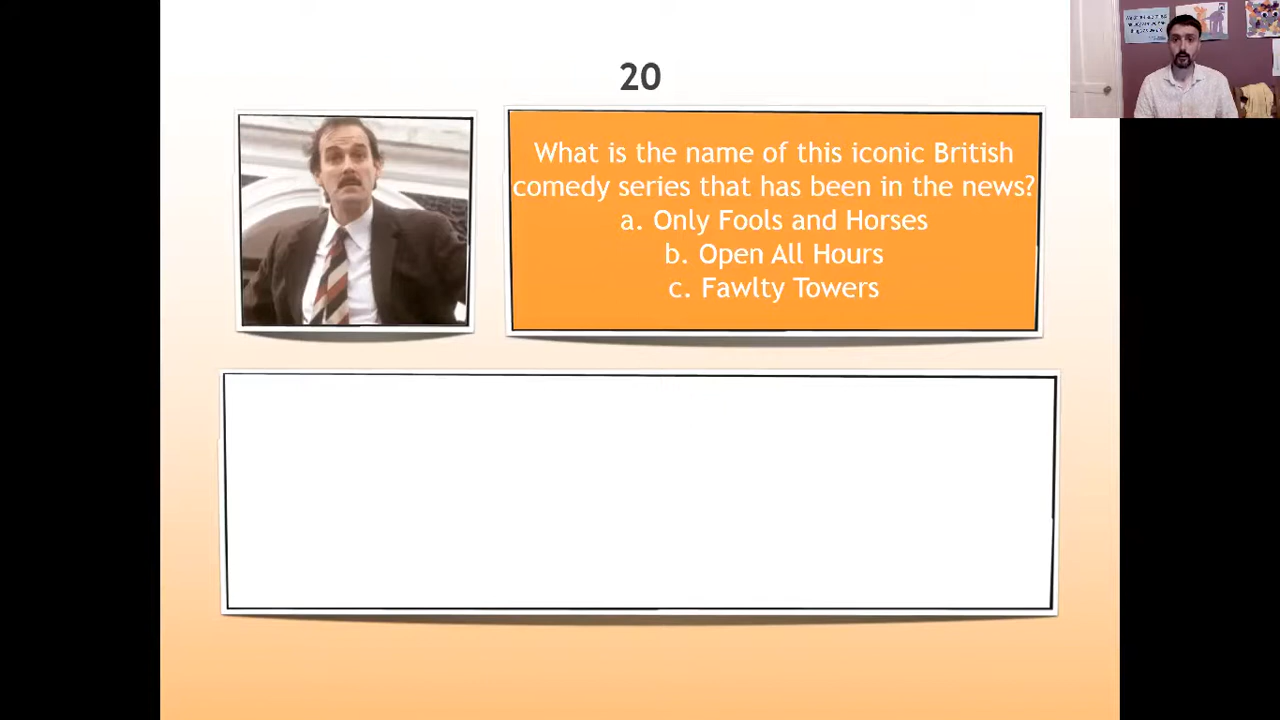 20
What is the name of this iconic British
comedy series that has been in the news?
a. Only Fools and Horses
b. Open All Hours
c. Fawlty Towers